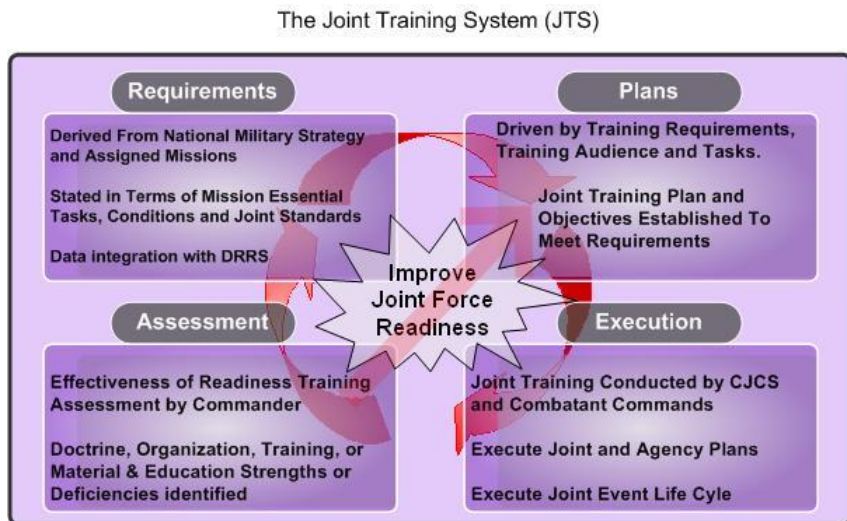 The Joint Training System (JTS)
Requirements
Derived From National Military Strategy
and Assigned Missions
Stated in Terms of Mission Essential
Tasks, Conditions and Joint Standards
Data integration with DRRS
Plans
Driven by Training Requirements,
Training Audience and Tasks.
Joint Training Plan and
Objectives Established To
Meet Requirements
Improve
Joint Force
Readiness
Assessment
Effectiveness of Readiness Training
Assessment by Commander
Doctrine, Organization, Training, or
Material & Education Strengths or
Deficiencies identified
Execution
Joint Training Conducted by CJCS
and Combatant Commands
Execute Joint and Agency Plans
Execute Joint Event Life Cyle